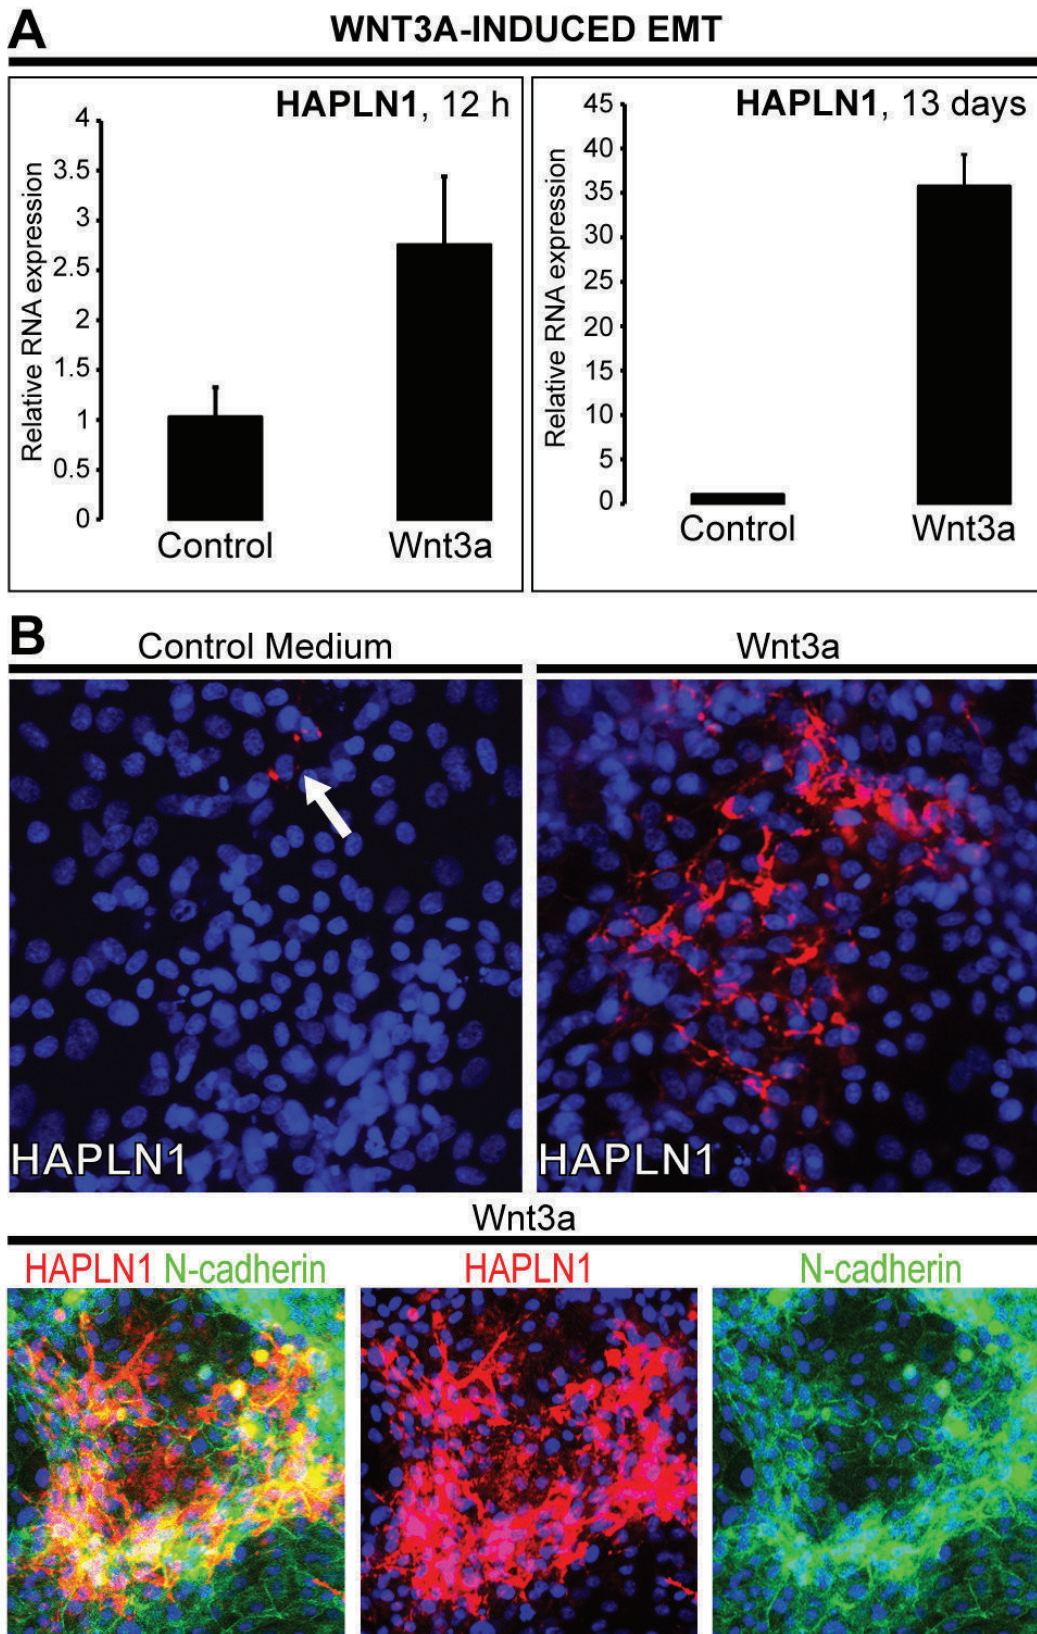 A
WNT3A-INDUCED EMT
HAPLN1, 12 h
Relative RNA expression
4
3.5
3
2.5
2
1.5
1
0.5
0
Control Wnt3a
HAPLN1, 13 days
Relative RNA expression
45
40
35
30
25
20
15
10
5
0
Control Wnt3a
B
Control Medium
Wnt3a
HAPLN1
HAPLN1
Wnt3a
HAPLN1 N-cadherin
HAPLN1
N-cadherin